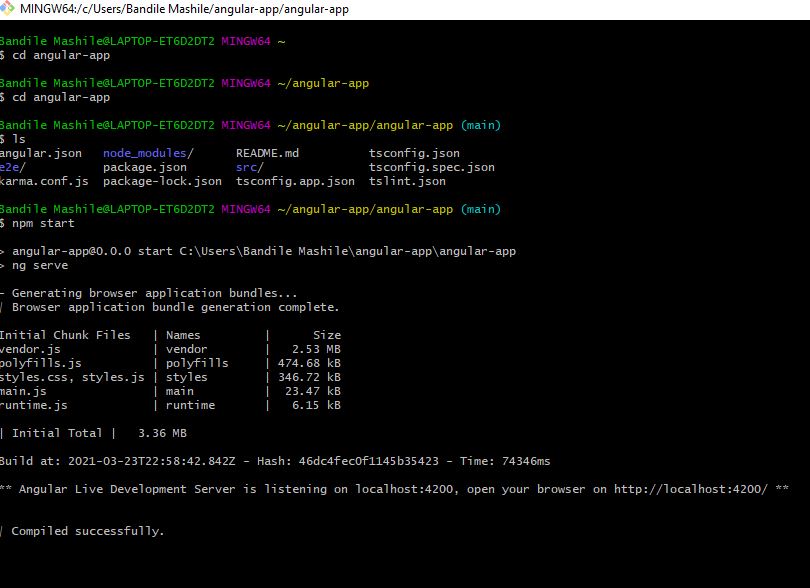 MINGW64:/c/Users/Bandile Mashile/angular-app/angular-app
Bandile Mashile@LAPTOP-ET6D2DT2 MINGW64 ~
$ cd angular-app
Bandile Mashile@LAPTOP-ET6D2DT2 MINGW64 ~/angular-app
$ cd angular-app
Bandile Mashile@LAPTOP-ET6D2DT2 MINGW64 ~/angular-app/angular-app (main)
$ ls
angular.json   node_modules/      README.md          tsconfig.json
e2e/           package.json       src/               tsconfig.spec.json
karma.conf.js  package-lock.json  tsconfig.app.json  tslint.json
Bandile Mashile@LAPTOP-ET6D2DT2 MINGW64 ~/angular-app/angular-app (main)
$ npm start
> angular-app@0.0.0 start C:\Users\Bandile Mashile\angular-app\angular-app
> ng serve
- Generating browser application bundles...
| Browser application bundle generation complete.
Initial Chunk Files   | Names         |      Size
vendor.js             | vendor        |   2.53 MB
polyfills.js          | polyfills     | 474.68 kB
styles.css, styles.js | styles        | 346.72 kB
main.js               | main          |  23.47 kB
runtime.js            | runtime       |   6.15 kB
| Initial Total |   3.36 MB
Build at: 2021-03-23T22:58:42.842Z - Hash: 46dc4fec0f1145b35423 - Time: 74346ms
** Angular Live Development Server is listening on localhost:4200, open your browser on http://localhost:4200/ **
| Compiled successfully.